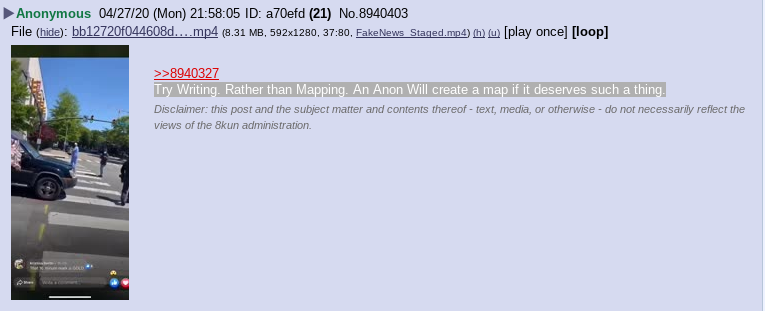 Anonymous 04/27/20 (Mon) 21:58:05 ID: a70efd (21) No.8940403
File (hide): bb12720f044608d….mp4 (8.31 MB, 592x1280, 37:80, FakeNews_Staged.mp4) (h) (u) [play once] [loop]
>>8940327
Try Writing. Rather than Mapping. An Anon Will create a map if it deserves such a thing.
Disclaimer: this post and the subject matter and contents thereof - text, media, or otherwise - do not necessarily reflect the
views of the 8kun administration.
Share
Write a comment...